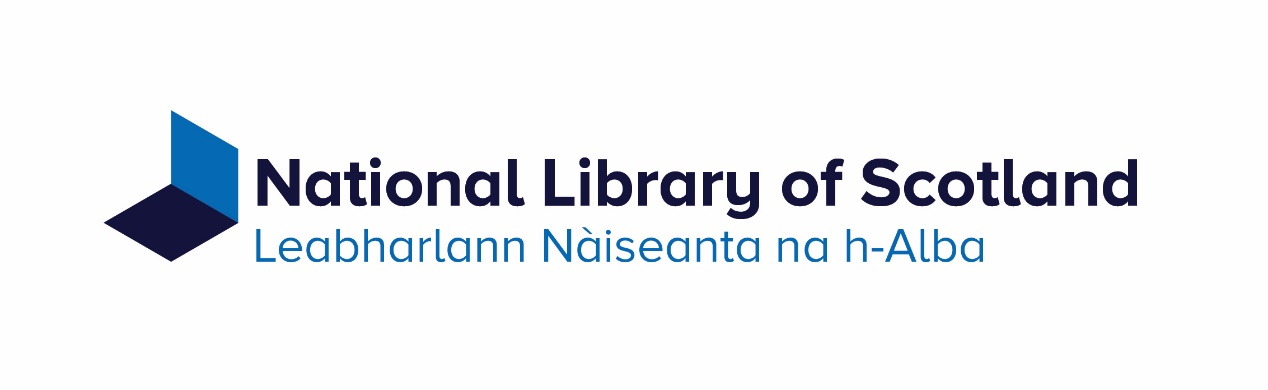 National Library of Scotland
Leabharlann Nàiseanta na h-Alba